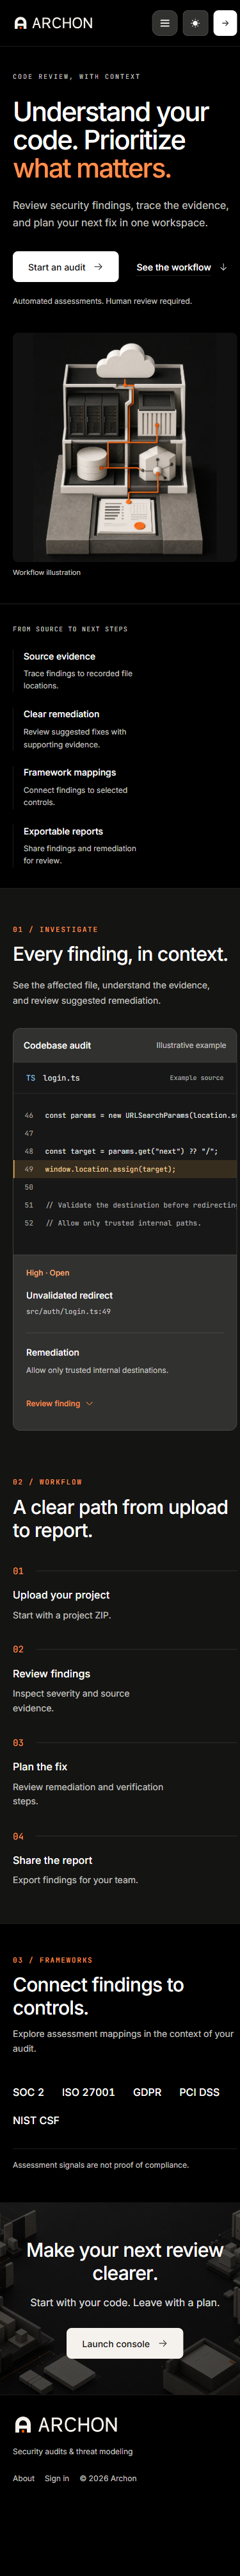 ARCHON
CODE REVIEW, WITH CONTEXT
Understand your
code. Prioritize
what matters.
Review security findings, trace the evidence,
and plan your next fix in one workspace.
Start an audit →
See the workflow ↓
Automated assessments. Human review required.
Workflow illustration
FROM SOURCE TO NEXT STEPS
Source evidence
Trace findings to recorded file
locations.
Clear remediation
Review suggested fixes with
supporting evidence.
Framework mappings
Connect findings to selected
controls.
Exportable reports
Share findings and remediation
for review.
01 / INVESTIGATE
Every finding, in context.
See the affected file, understand the evidence,
and review suggested remediation.
Codebase audit Illustrative example
TS login.ts Example source
46 const params = new URLSearchParams(location.se
47
48 const target = params.get("next") ?? "/";
49 window.location.assign(target);
50
51 // Validate the destination before redirecting
52 // Allow only trusted internal paths.
High · Open
Unvalidated redirect
src/auth/login.ts:49
Remediation
Allow only trusted internal destinations.
Review finding
02 / WORKFLOW
A clear path from upload
to report.
01
Upload your project
Start with a project ZIP.
02
Review findings
Inspect severity and source
evidence.
03
Plan the fix
Review remediation and verification
steps.
04
Share the report
Export findings for your team.
03 / FRAMEWORKS
Connect findings to
controls.
Explore assessment mappings in the context of your
audit.
SOC 2 ISO 27001 GDPR PCI DSS
NIST CSF
Assessment signals are not proof of compliance.
Make your next review
clearer.
Start with your code. Leave with a plan.
Launch console →
ARCHON
Security audits & threat modeling
About Sign in © 2026 Archon